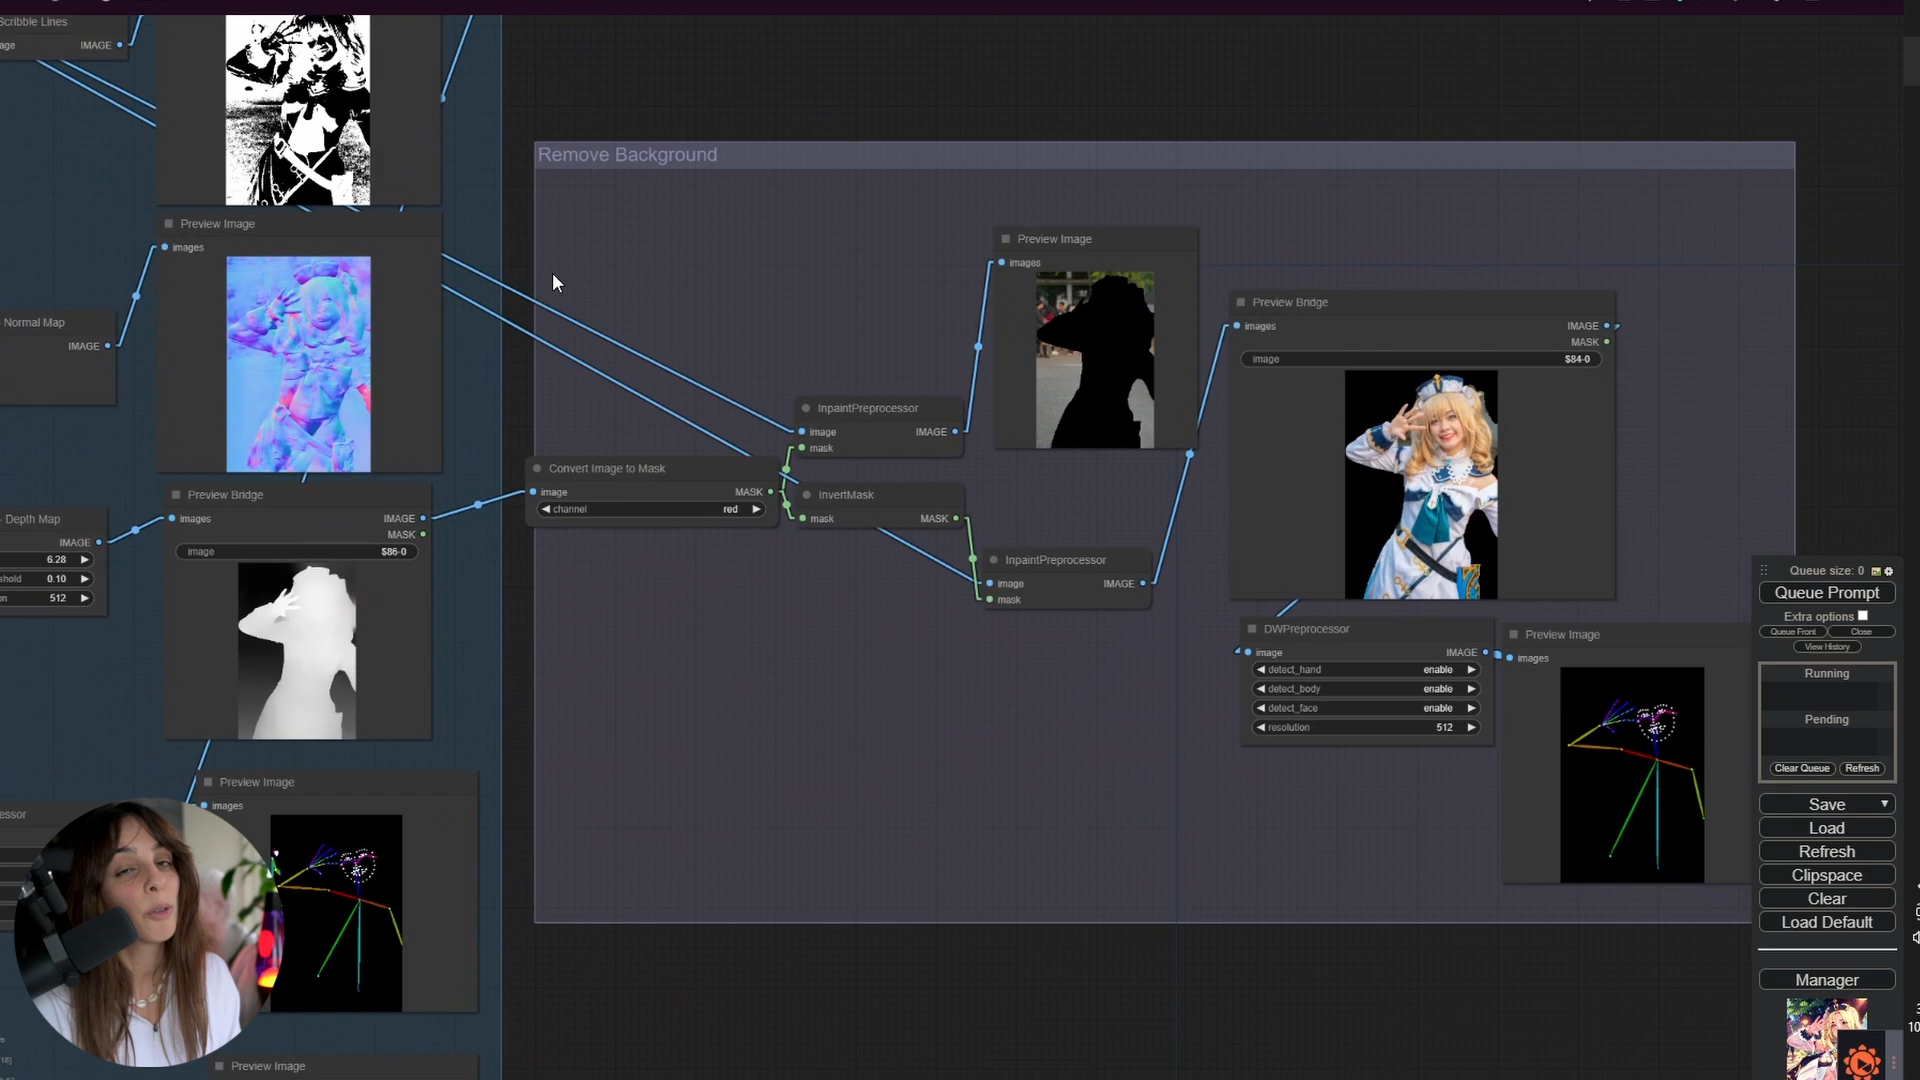 Scribble Lines
IMAGE
Preview Image
images
Normal Map
IMAGE
Preview Bridge
images
IMAGE
MASK
image
$86-0
Depth Map
IMAGE
6.28
0.10
512
Preview Image
images
Preview Image
Remove Background
Preview Image
images
InpaintPreprocessor
image
IMAGE
mask
Convert Image to Mask
image
MASK
channel
red
InvertMask
mask
MASK
InpaintPreprocessor
image
IMAGE
mask
Preview Bridge
images
IMAGE
MASK
image
$84-0
DWPreprocessor
image
IMAGE
detect_hand
enable
detect_body
enable
detect_face
enable
resolution
512
Preview Image
images
Queue size: 0
Queue Prompt
Extra options
Queue Front
Close
View History
Running
Pending
Clear Queue
Refresh
Save
Load
Refresh
Clipspace
Clear
Load Default
Manager